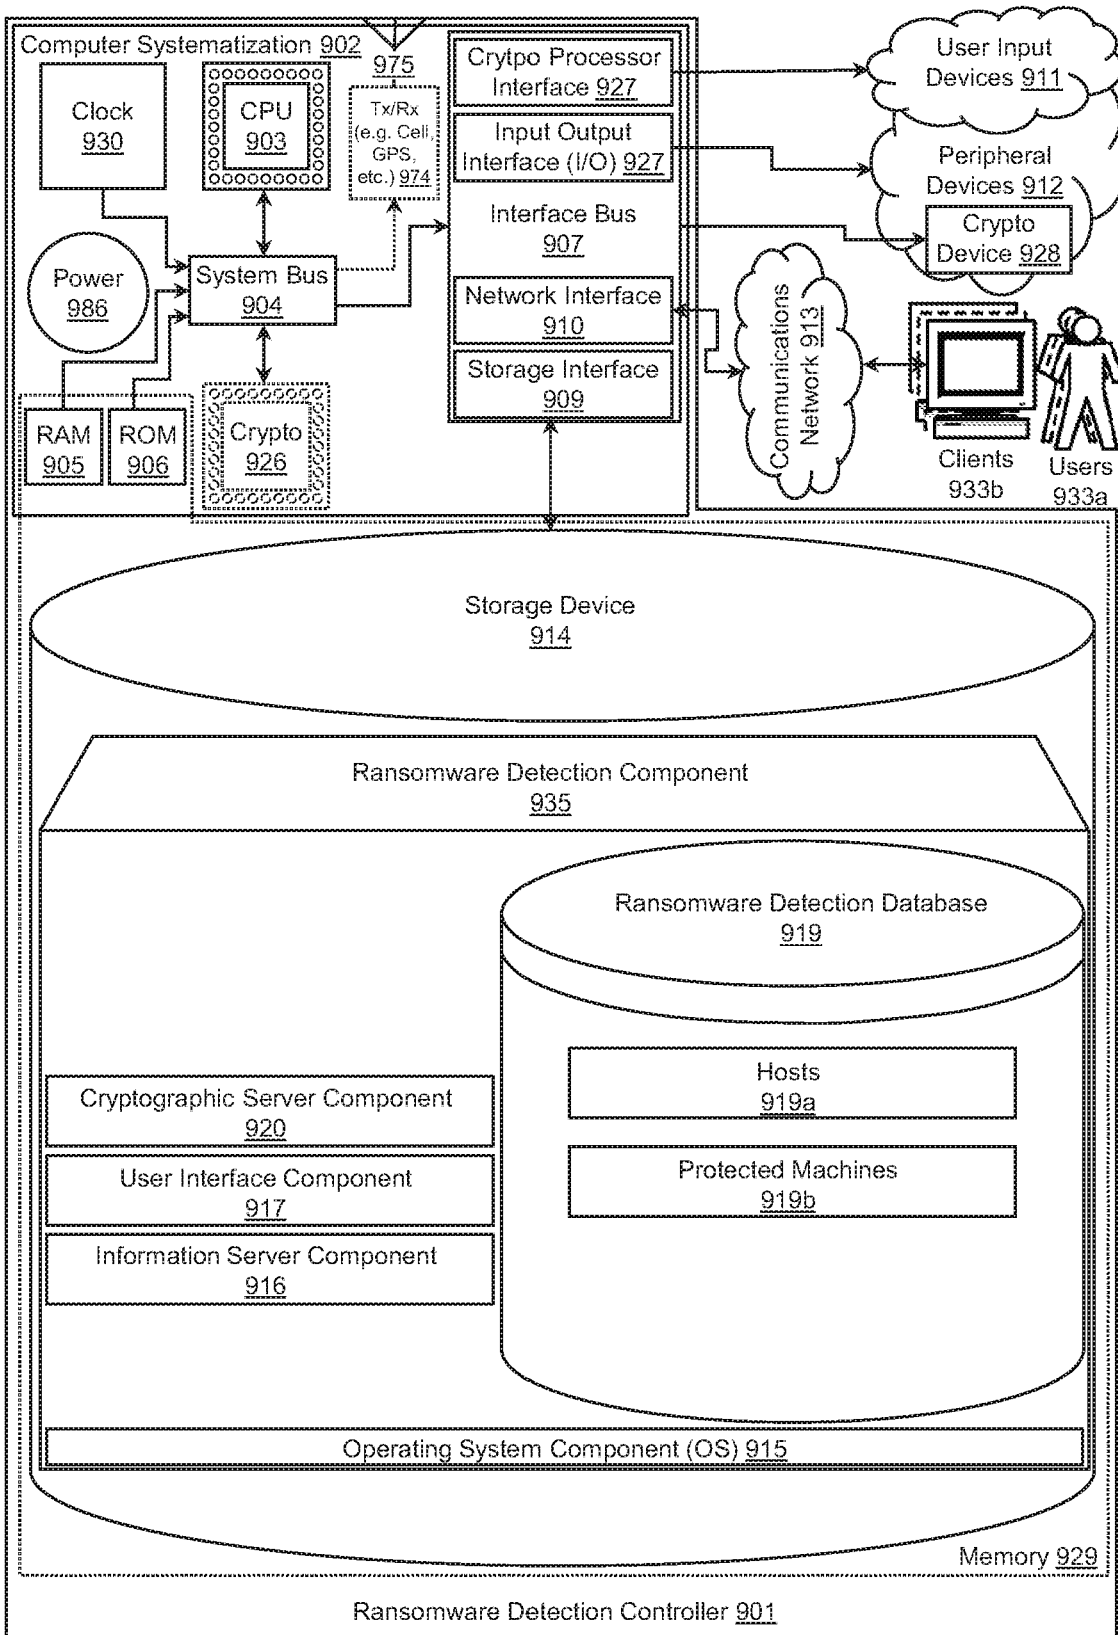 Computer Systematization 902
Clock
930
CPU
903
975
Tx/Rx
(e.g. Cell,
GPS,
etc.) 974
Crytpo Processor
Interface 927
Input Output
Interface (I/O) 927
Interface Bus
907
Network Interface
910
Storage Interface
909
User Input
Devices 911
Peripheral
Devices 912
Crypto
Device 928
Power
986
System Bus
904
RAM
905
ROM
906
Crypto
926
Communications
Network 913
Clients
933b
Users
933a
Storage Device
914
Ransomware Detection Component
935
Ransomware Detection Database
919
Hosts
919a
Protected Machines
919b
Cryptographic Server Component
920
User Interface Component
917
Information Server Component
916
Operating System Component (OS) 915
Memory 929
Ransomware Detection Controller 901